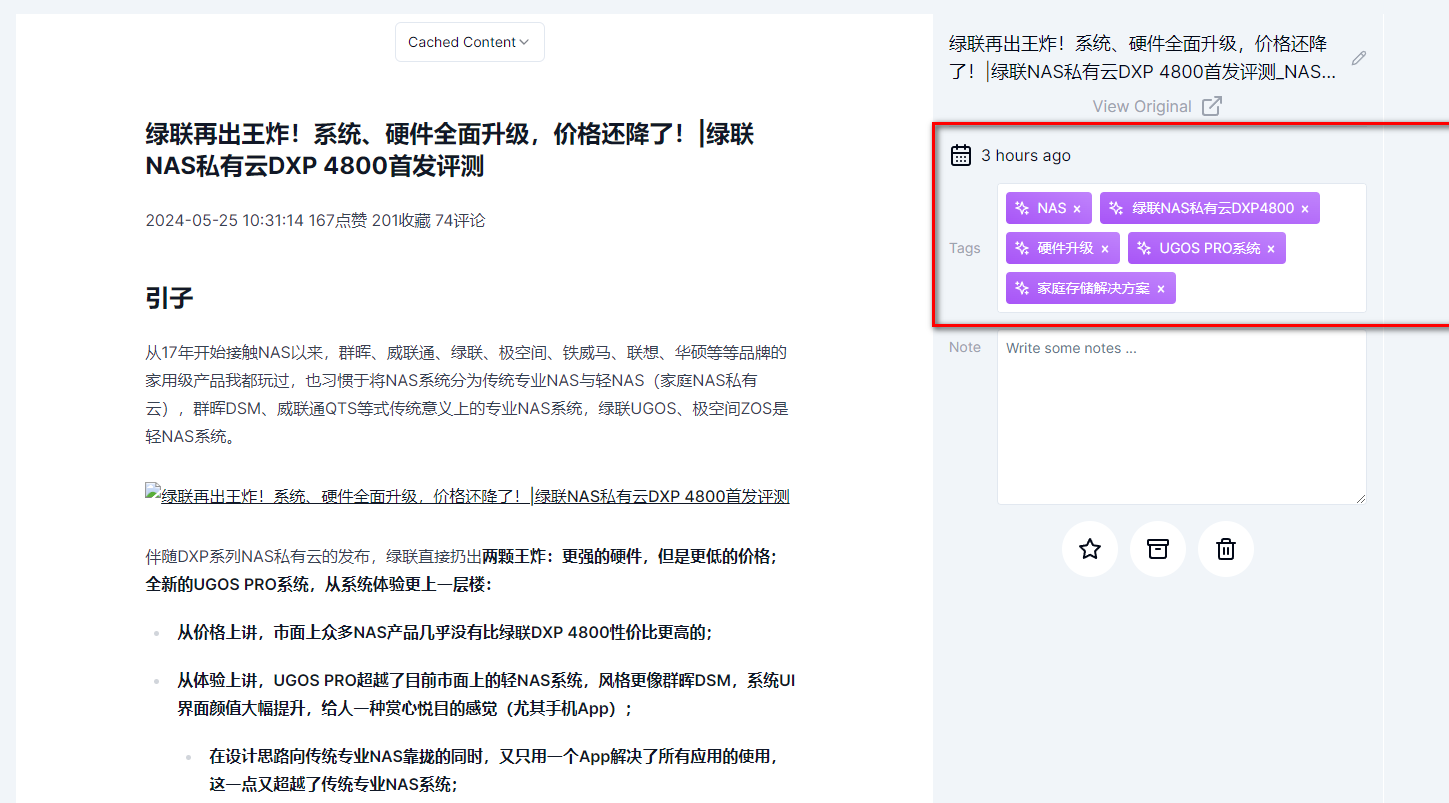 Cached Content
绿联再出王炸！系统、硬件全面升级，价格还降了！|绿联
NAS私有云DXP 4800首发评测
2024-05-25 10:31:14 167点赞 201收藏 74评论
引子
从17年开始接触NAS以来，群晖、威联通、绿联、极空间、铁威马、联想、华硕等等品牌的
家用级产品我都玩过，也习惯于将NAS系统分为传统专业NAS与轻NAS（家庭NAS私有
云），群晖DSM、威联通QTS等式传统意义上的专业NAS系统，绿联UGOS、极空间ZOS是
轻NAS系统。
绿联再出王炸！系统、硬件全面升级，价格还降了！|绿联NAS私有云DXP 4800首发评测
伴随DXP系列NAS私有云的发布，绿联直接扔出两颗王炸：更强的硬件，但是更低的价格；
全新的UGOS PRO系统，从系统体验更上一层楼：
从价格上讲，市面上众多NAS产品几乎没有比绿联DXP 4800性价比更高的；
从体验上讲，UGOS PRO超越了目前市面上的轻NAS系统，风格更像群晖DSM，系统UI
界面颜值大幅提升，给人一种赏心悦目的感觉（尤其手机App）；
在设计思路向传统专业NAS靠拢的同时，又只用一个App解决了所有应用的使用，
这一点又超越了传统专业NAS系统；
绿联再出王炸！系统、硬件全面升级，价格还降
了！|绿联NAS私有云DXP 4800首发评测_NAS...
View Original
3 hours ago
Tags
NAS ×
绿联NAS私有云DXP4800 ×
硬件升级 ×
UGOS PRO系统 ×
家庭存储解决方案 ×
Note
Write some notes ...